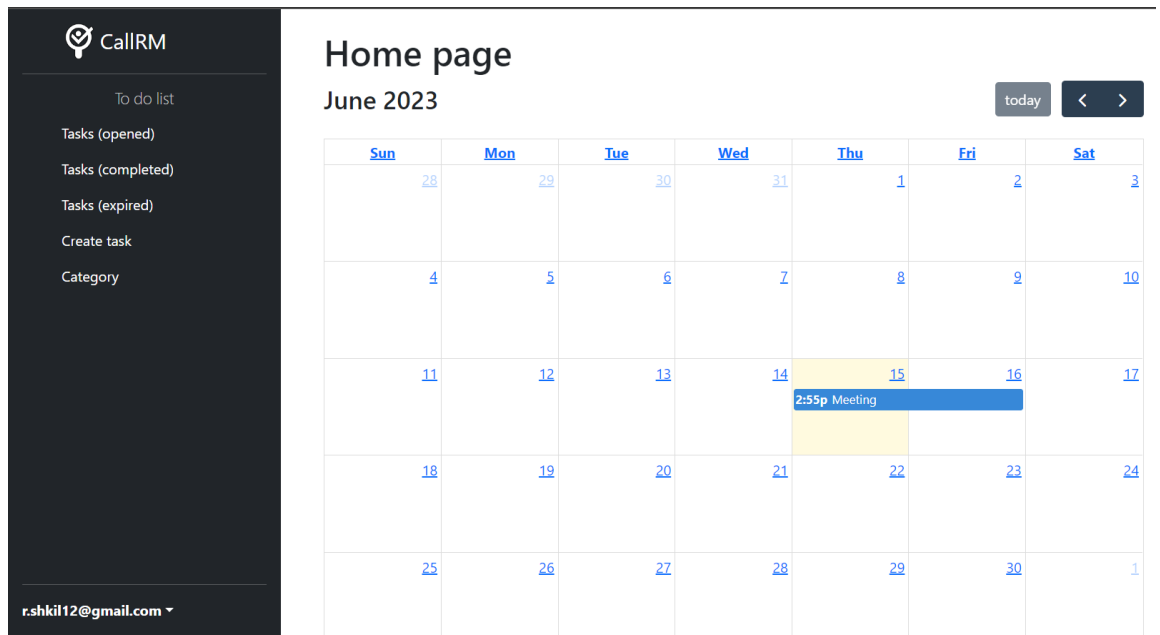 CallRM
To do list
Tasks (opened)
Tasks (completed)
Tasks (expired)
Create task
Category
r.shkil12@gmail.com
Home page
June 2023
today
Sun Mon Tue Wed Thu Fri Sat
28 29 30 31 1 2 3
4 5 6 7 8 9 10
11 12 13 14 15 16 17
2:55p Meeting
18 19 20 21 22 23 24
25 26 27 28 29 30 1